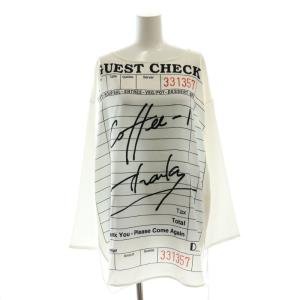 GUEST CHECK
331357
Coffee-1
Thanks
Tax
Total
Thank You - Please Come Again
331357